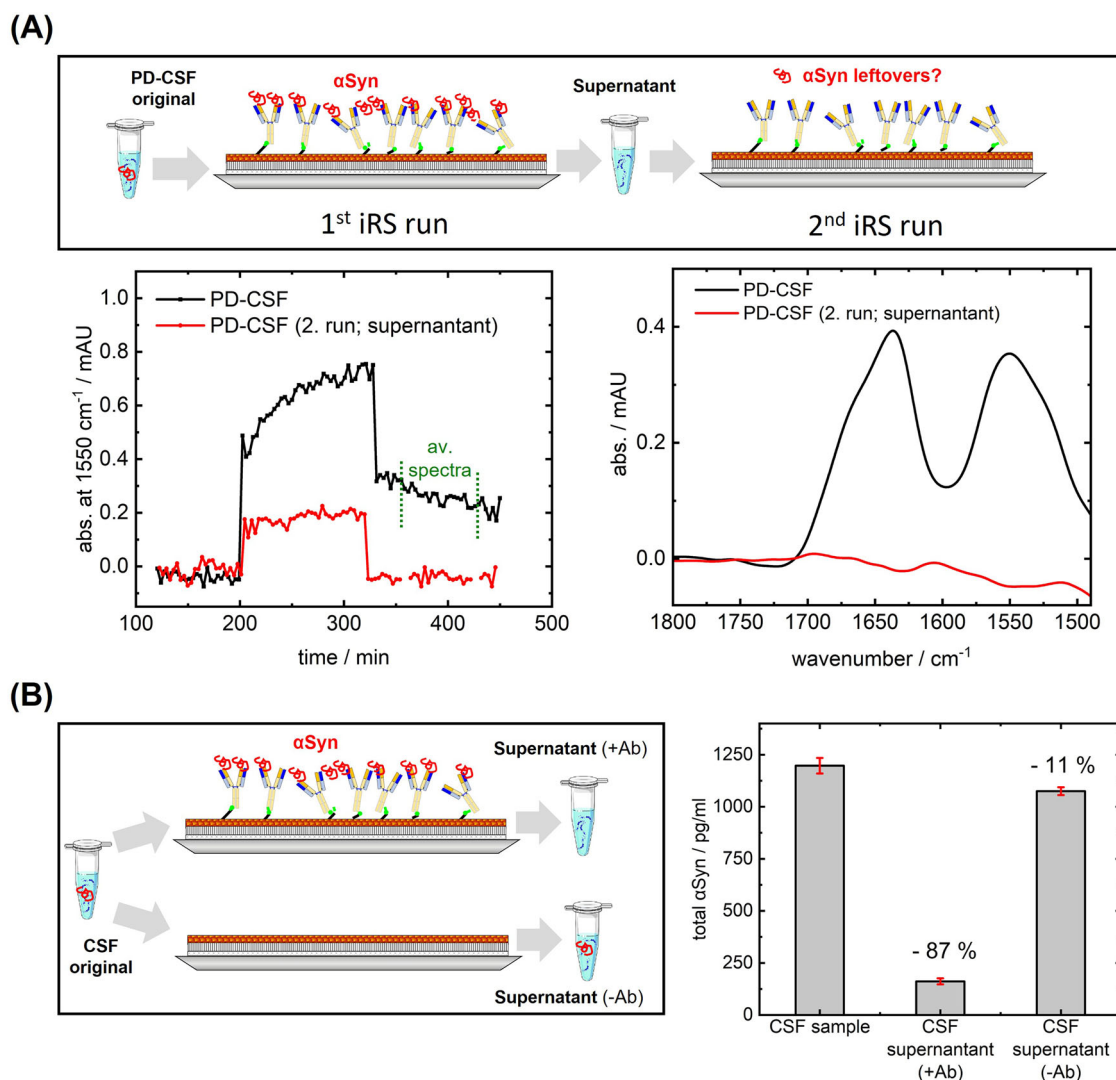 (A)
PD-CSF
original
αSyn
Supernatant
αSyn leftovers?
1st iRS run
2nd iRS run
PD-CSF
PD-CSF (2. run; supernantant)
av.
spectra
1.0
0.8
0.6
0.4
0.2
0.0
100
200
300
400
500
abs. at 1550 cm-1 / mAU
time / min
PD-CSF
PD-CSF (2. run; supernantant)
0.4
0.2
0.0
1800
1750
1700
1650
1600
1550
1500
abs. / mAU
wavenumber / cm-1
(B)
αSyn
Supernatant (+Ab)
CSF
original
Supernatant (-Ab)
1250
1000
750
500
250
0
total αSyn / pg/ml
- 87 %
- 11 %
CSF sample
CSF
supernantant
(+Ab)
CSF
supernatant
(-Ab)